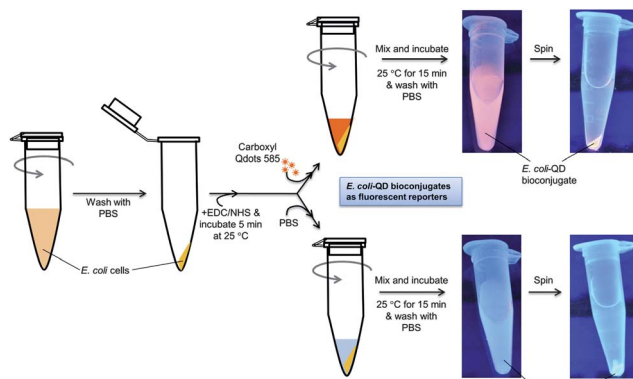 Mix and incubate
25 °C for 15 min
& wash with
PBS
Spin
Carboxyl
Qdots 585
E. coli-QD
bioconjugate
Wash with
PBS
+EDC/NHS &
incubate 5 min
at 25 °C
PBS
E. coli-QD bioconjugates
as fluorescent reporters
E. coli cells
Mix and incubate
25 °C for 15 min
& wash with
PBS
Spin